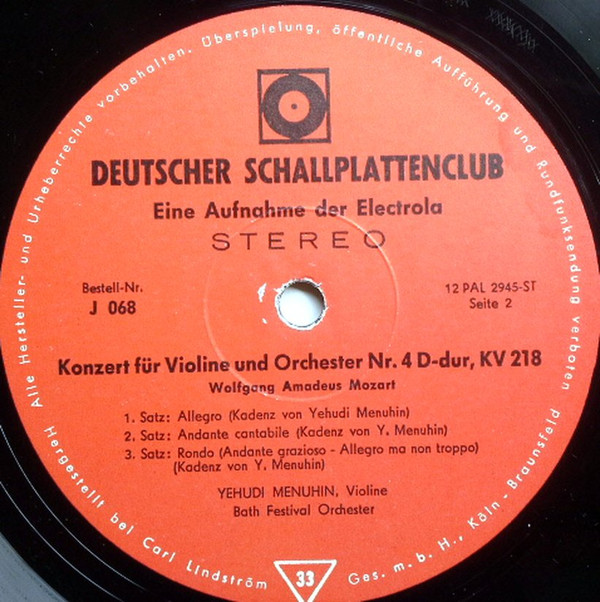 Alle Hersteller- und Urheberrechte vorbehalten. Überspielung, öffentliche Aufführung und Rundfunksendung verboten
DEUTSCHER SCHALLPLATTENCLUB
Eine Aufnahme der Electrola
STEREO
Bestell-Nr.
J 068
12 PAL 2945-ST
Seite 2
Konzert für Violine und Orchester Nr. 4 D-dur, KV 218
Wolfgang Amadeus Mozart
1. Satz: Allegro (Kadenz von Yehudi Menuhin)
2. Satz: Andante cantabile (Kadenz von Y. Menuhin)
3. Satz: Rondo (Andante grazioso - Allegro ma non troppo)
(Kadenz von Y. Menuhin)
YEHUDI MENUHIN, Violine
Bath Festival Orchester
33
Hergestellt bei Carl Lindström Ges. m. b. H., Köln - Braunsfeld